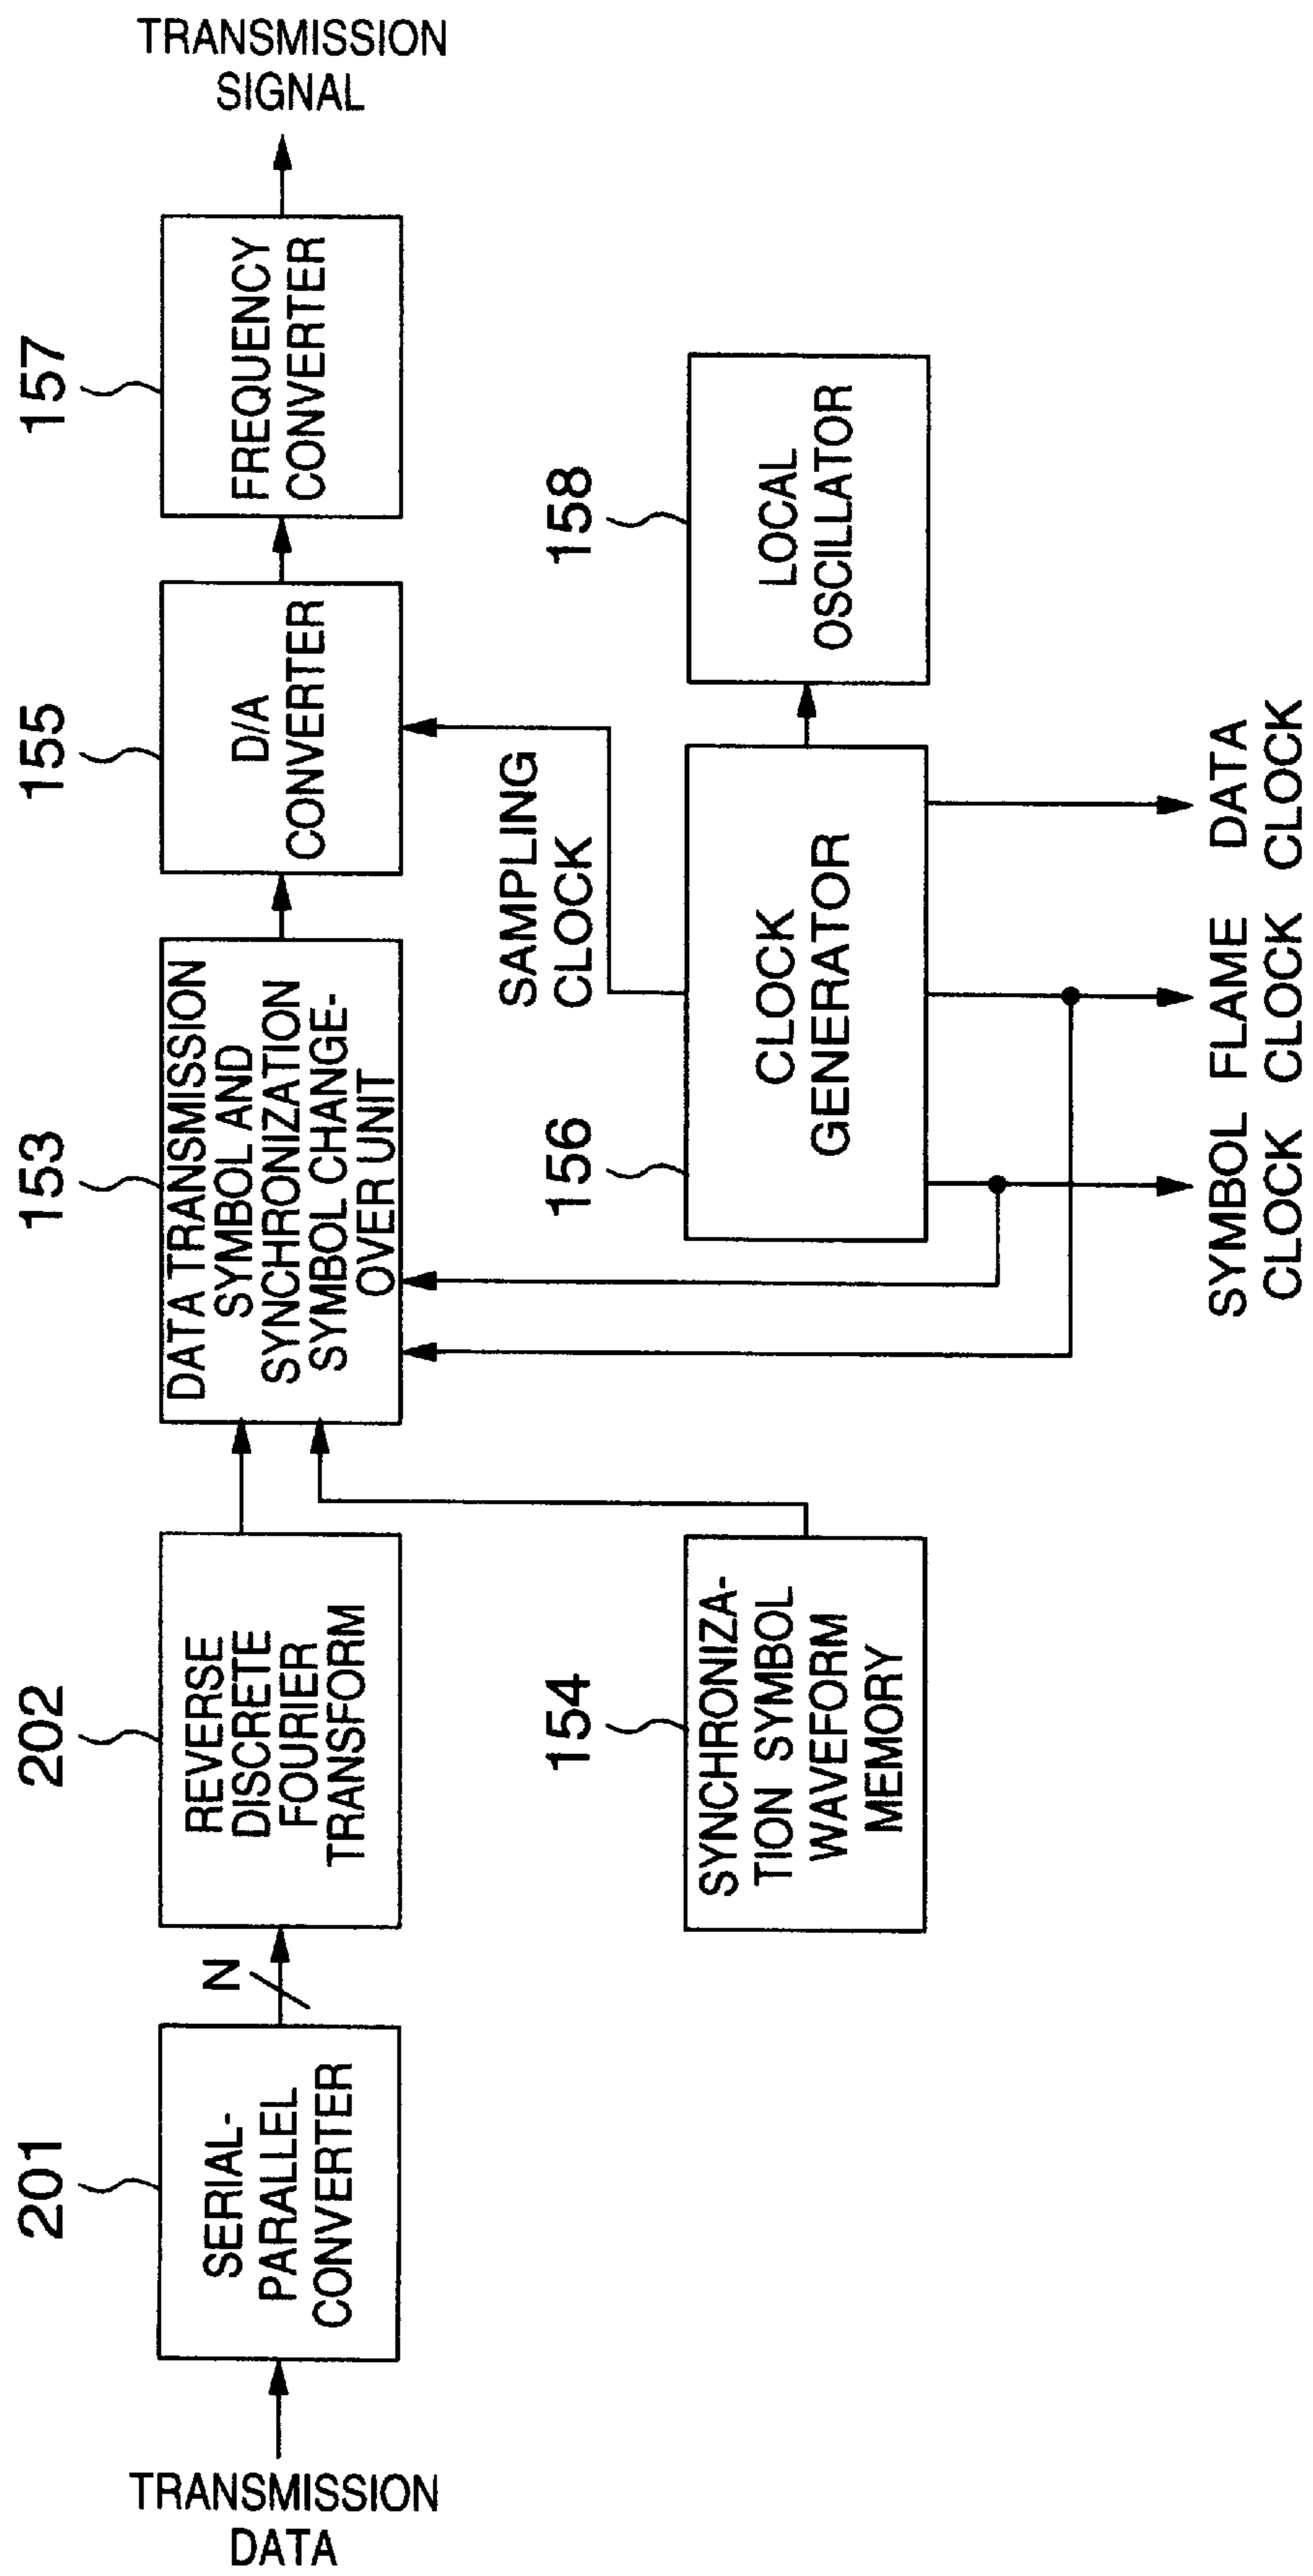 TRANSMISSION
DATA
201
SERIAL-
PARALLEL
CONVERTER
N
202
REVERSE
DISCRETE
FOURIER
TRANSFORM
154
SYNCHRONIZA-
TION SYMBOL
WAVEFORM
MEMORY
153
DATA TRANSMISSION
SYMBOL AND
SYNCHRONIZATION
SYMBOL CHANGE-
OVER UNIT
156
CLOCK
GENERATOR
SAMPLING
CLOCK
SYMBOL
CLOCK
FLAME
CLOCK
DATA
CLOCK
155
D/A
CONVERTER
158
LOCAL
OSCILLATOR
157
FREQUENCY
CONVERTER
TRANSMISSION
SIGNAL